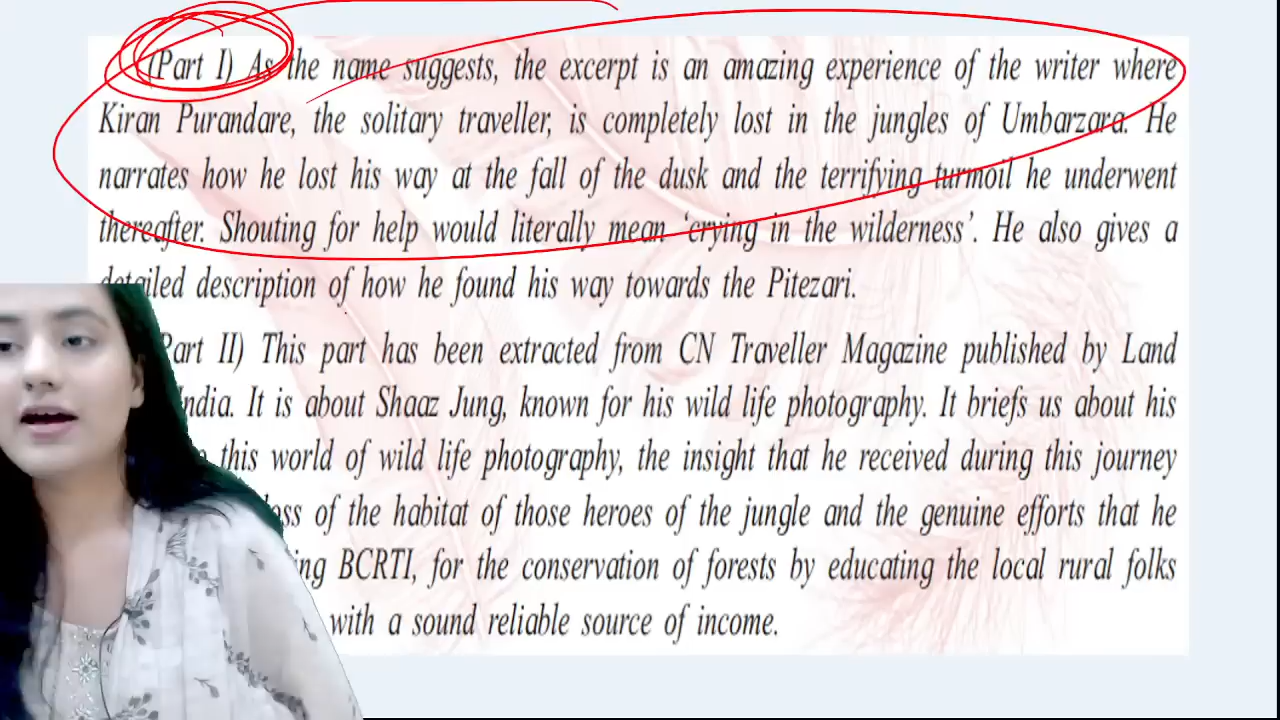 (Part I) As the name suggests, the excerpt is an amazing experience of the writer where
Kiran Purandare, the solitary traveller, is completely lost in the jungles of Umbarzara. He
narrates how he lost his way at the fall of the dusk and the terrifying turmoil he underwent
thereafter. Shouting for help would literally mean ‘crying in the wilderness’. He also gives a
detailed description of how he found his way towards the Pitezari.
Part II) This part has been extracted from CN Traveller Magazine published by Land
India. It is about Shaaz Jung, known for his wild life photography. It briefs us about his
this world of wild life photography, the insight that he received during this journey
of the habitat of those heroes of the jungle and the genuine efforts that he
BCRTI, for the conservation of forests by educating the local rural folks
with a sound reliable source of income.